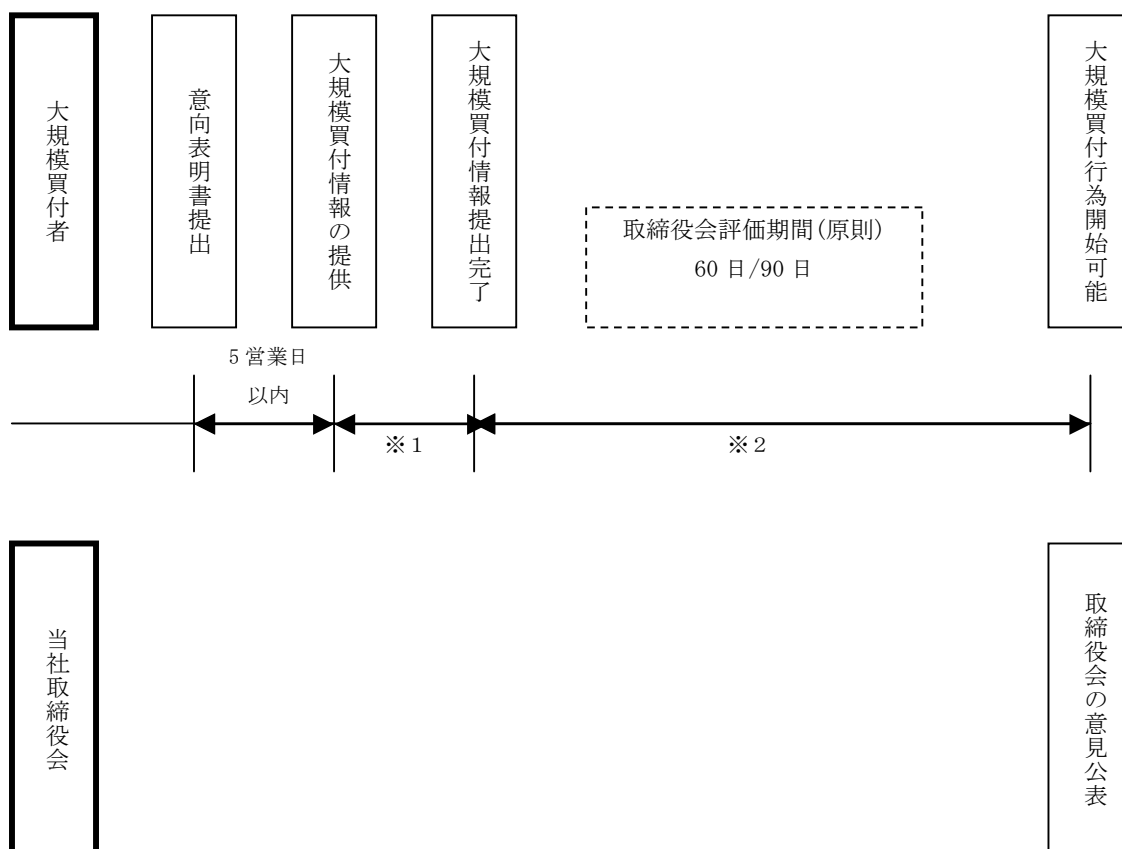 大規模買付者
意向表明書提出
大規模買付情報の提供
大規模買付情報提出完了
取締役会評価期間(原則)
60 日/90 日
大規模買付行為開始可能
5 営業日
以内
※1
※2
当社取締役会
取締役会の意見公表